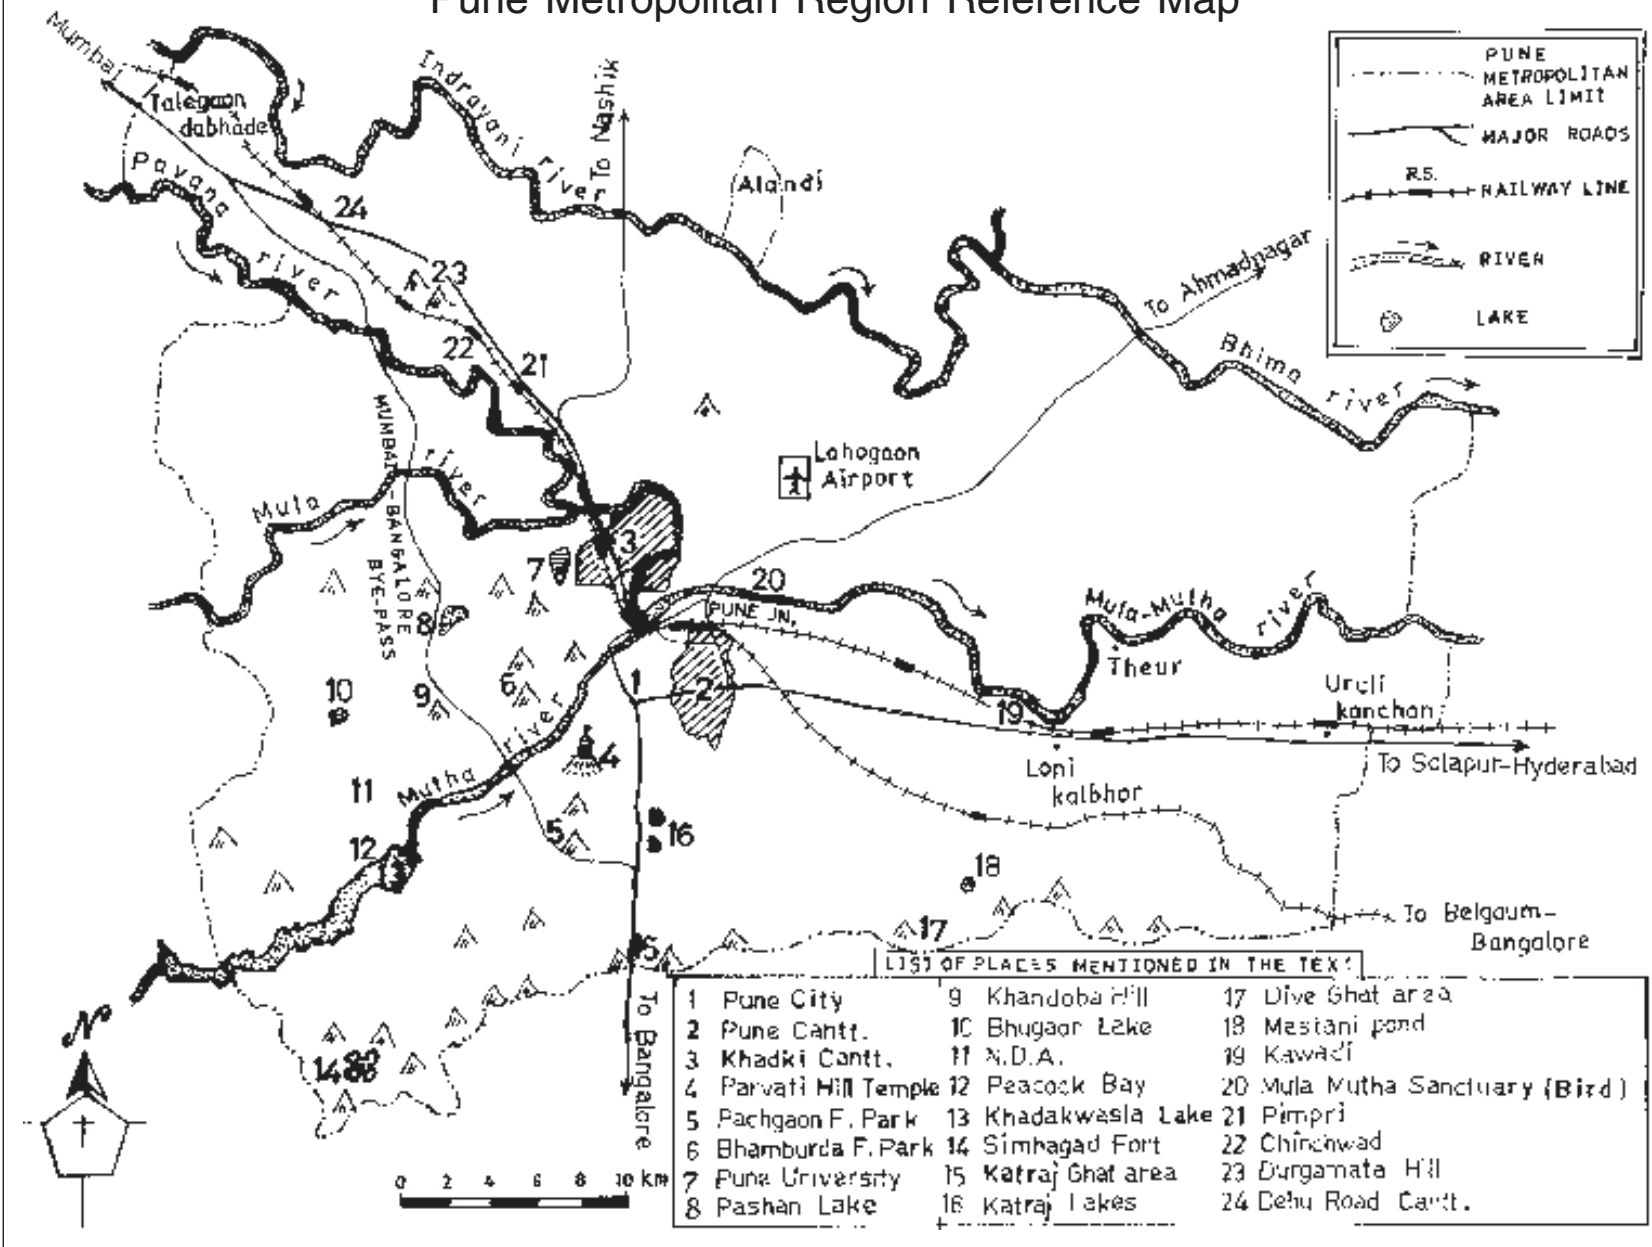 Pune Metropolitan Region Reference Map
Mumbai
Talegaon
dabhade
Indrayani river
To Nashik
Pavana river
24
23
22
21
Alandi
To Ahmadnagar
Bhima river
PUNE
METROPOLITAN
AREA LIMIT
MAJOR ROADS
R.S.
RAILWAY LINE
RIVER
LAKE
Lahogaon
Airport
MUMBAI-BANGALORE
BYE-PASS
Mula river
3
7
8
20
PUNE JN.
Mula-Mutha river
Theur
Uruli
kanchan
10
9
6
1
2
19
Mutha river
4
Loni
kalbhor
To Solapur-Hyderabad
11
12
5
16
18
17
To Belgaum-
Bangalore
14
To Bangalore
N
0 2 4 6 8 10 km
LIST OF PLACES MENTIONED IN THE TEXT
1 Pune City
2 Pune Cantt.
3 Khadki Cantt.
4 Parvati Hill Temple
5 Pachgaon F. Park
6 Bhamburda F. Park
7 Pune University
8 Pashan Lake
9 Khandoba Hill
10 Bhugaon Lake
11 N.D.A.
12 Peacock Bay
13 Khadakwasla Lake
14 Simhagad Fort
15 Katraj Ghat area
16 Katraj Lakes
17 Dive Ghat area
18 Mastani pond
19 Kawadi
20 Mula Mutha Sanctuary (Bird)
21 Pimpri
22 Chinchwad
23 Durgamata Hill
24 Dehu Road Cantt.